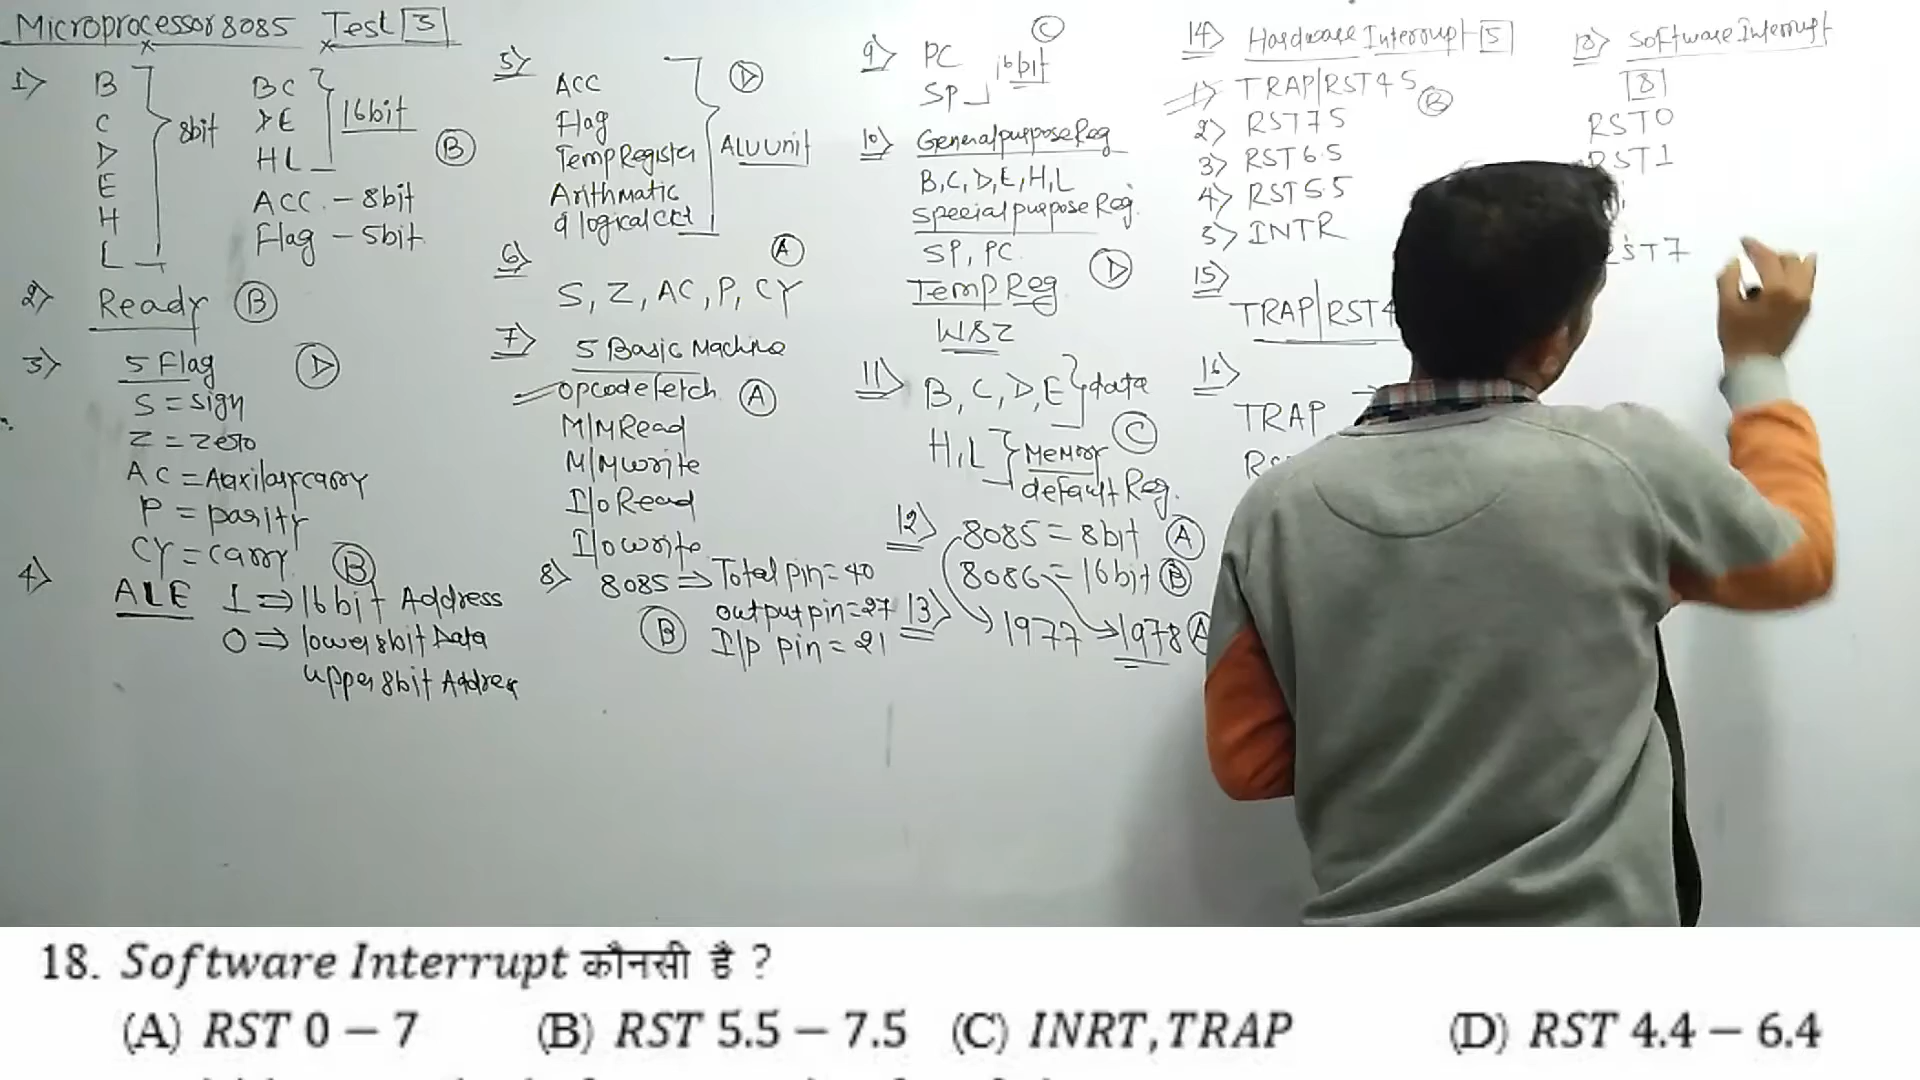 Microprocessor 8085 Test 3
1) B
C
D
E
H
L
8bit
BC
DE
HL
16bit
ACC. - 8bit
Flag - 5bit
B
2) Ready B
3) 5 Flag D
S = sign
Z = zero
AC = Aaxilary carry
P = parity
CY = carry
B
4) ALE 1 ⇒ 16bit Address
0 ⇒ lower 8bit Data
upper 8bit Addres
5) ACC
Flag
Temp Register
Arithmatic
& logical Ckt
ALU Unit
D
6) A
S, Z, AC, P, CY
7) 5 Basic Machine
opcode fetch. A
M/M Read
M/M write
I/O Read
I/O write
8) 8085 ⇒ Total pin = 40
output pin = 27
B I/p pin = 21
9) PC
SP
16bit
C
10) General purpose Reg
B, C, D, E, H, L
special purpose Reg.
SP, PC.
Temp Reg
W & Z
D
11) B, C, D, E } data
H, L } Memory
default Reg.
C
12) 8085 = 8bit A
8086 = 16bit B
13) 1977 → 1978 A
14) Hardware Interrupt 5
1) TRAP|RST 4.5
B
2) RST 7.5
3) RST 6.5
4) RST 5.5
5) INTR
15)
TRAP|RST 4
16)
TRAP
18) Software Interrupt
8
RST0
RST1
RST7
18. Software Interrupt कौनसी है ?
(A) RST 0 – 7 (B) RST 5.5 – 7.5 (C) INRT, TRAP (D) RST 4.4 – 6.4